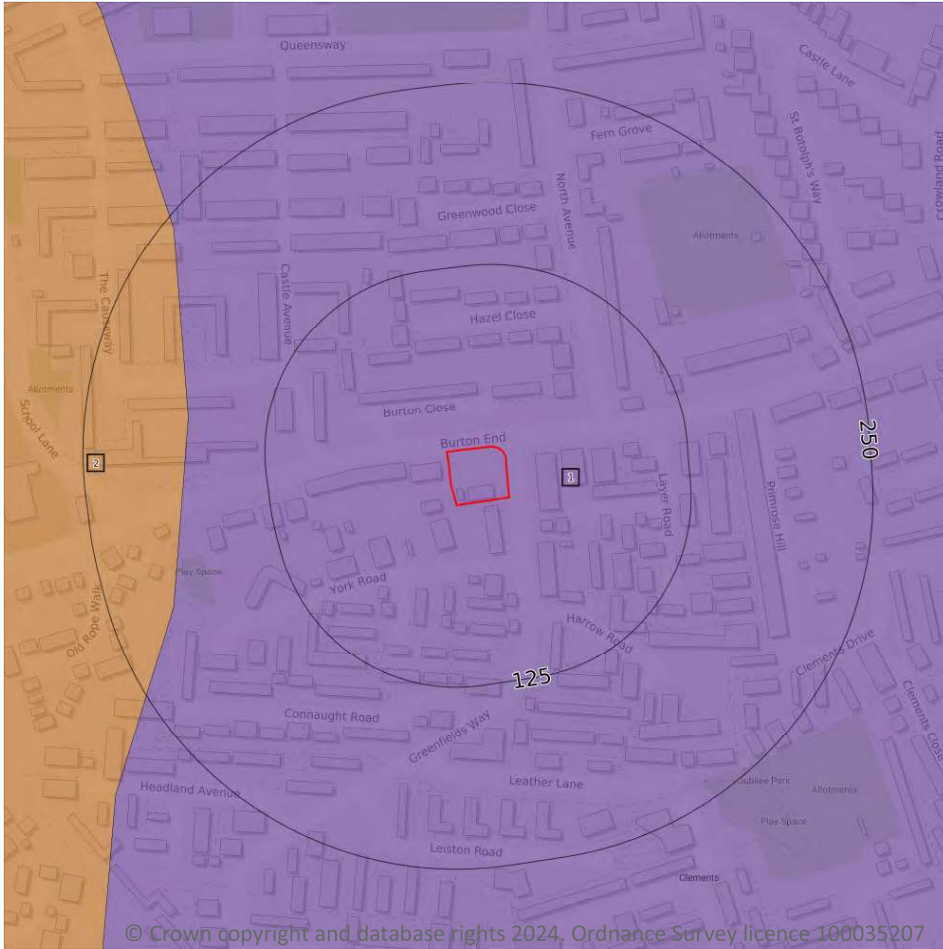 Queensway
Castle Lane
Fern Grove
St Botolph's Way
Crowland Road
North Avenue
Greenwood Close
Allotments
Castle Avenue
The Causeway
Hazel Close
Allotments
School Lane
Burton Close
Burton End
250
2
1
Layer Road
Primrose Hill
Play Space
York Road
Old Rope Walk
Harrow Road
Clements Drive
125
Clements Close
Connaught Road
Greenfields Way
Leather Lane
Headland Avenue
Jubilee Park
Allotments
Play Space
Leiston Road
Clements
© Crown copyright and database rights 2024, Ordnance Survey licence 100035207